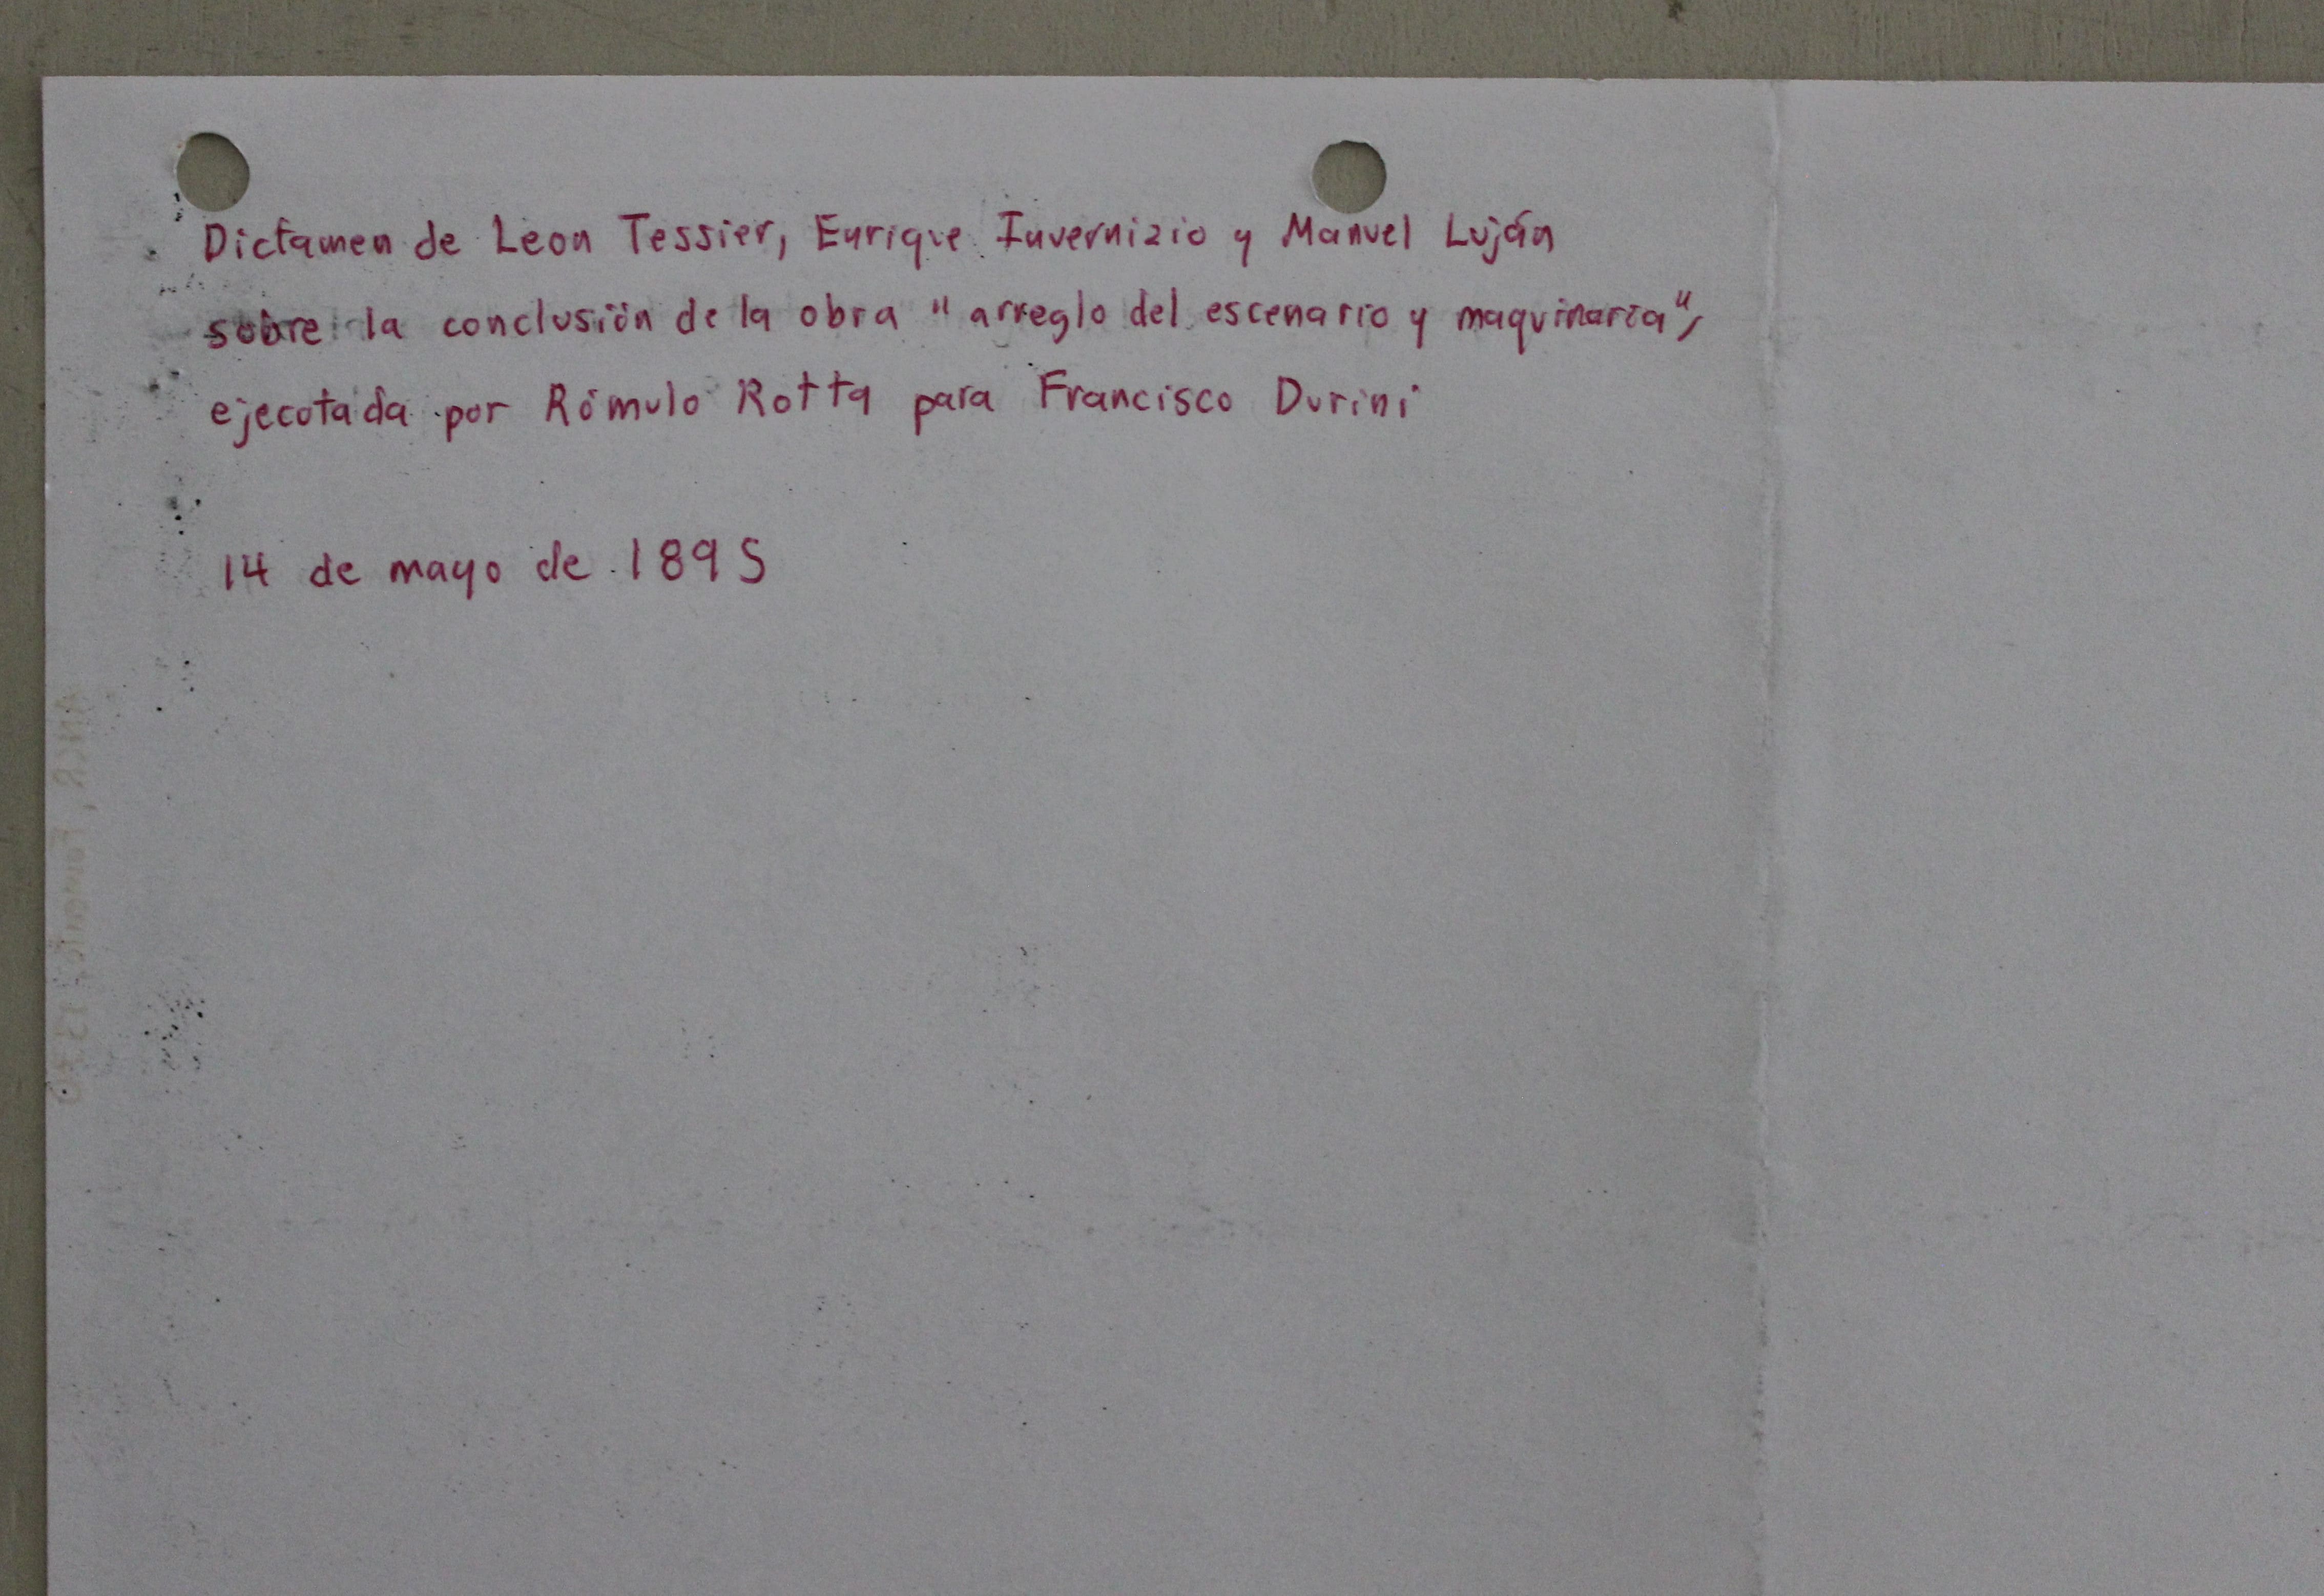 Dictamen de Leon Tessier, Enrique Invernizio y Manuel Luján
sobre la conclusión de la obra "arreglo del escenario y maquinaria",
ejecutada por Rómulo Rotta para Francisco Durini
14 de mayo de 1895